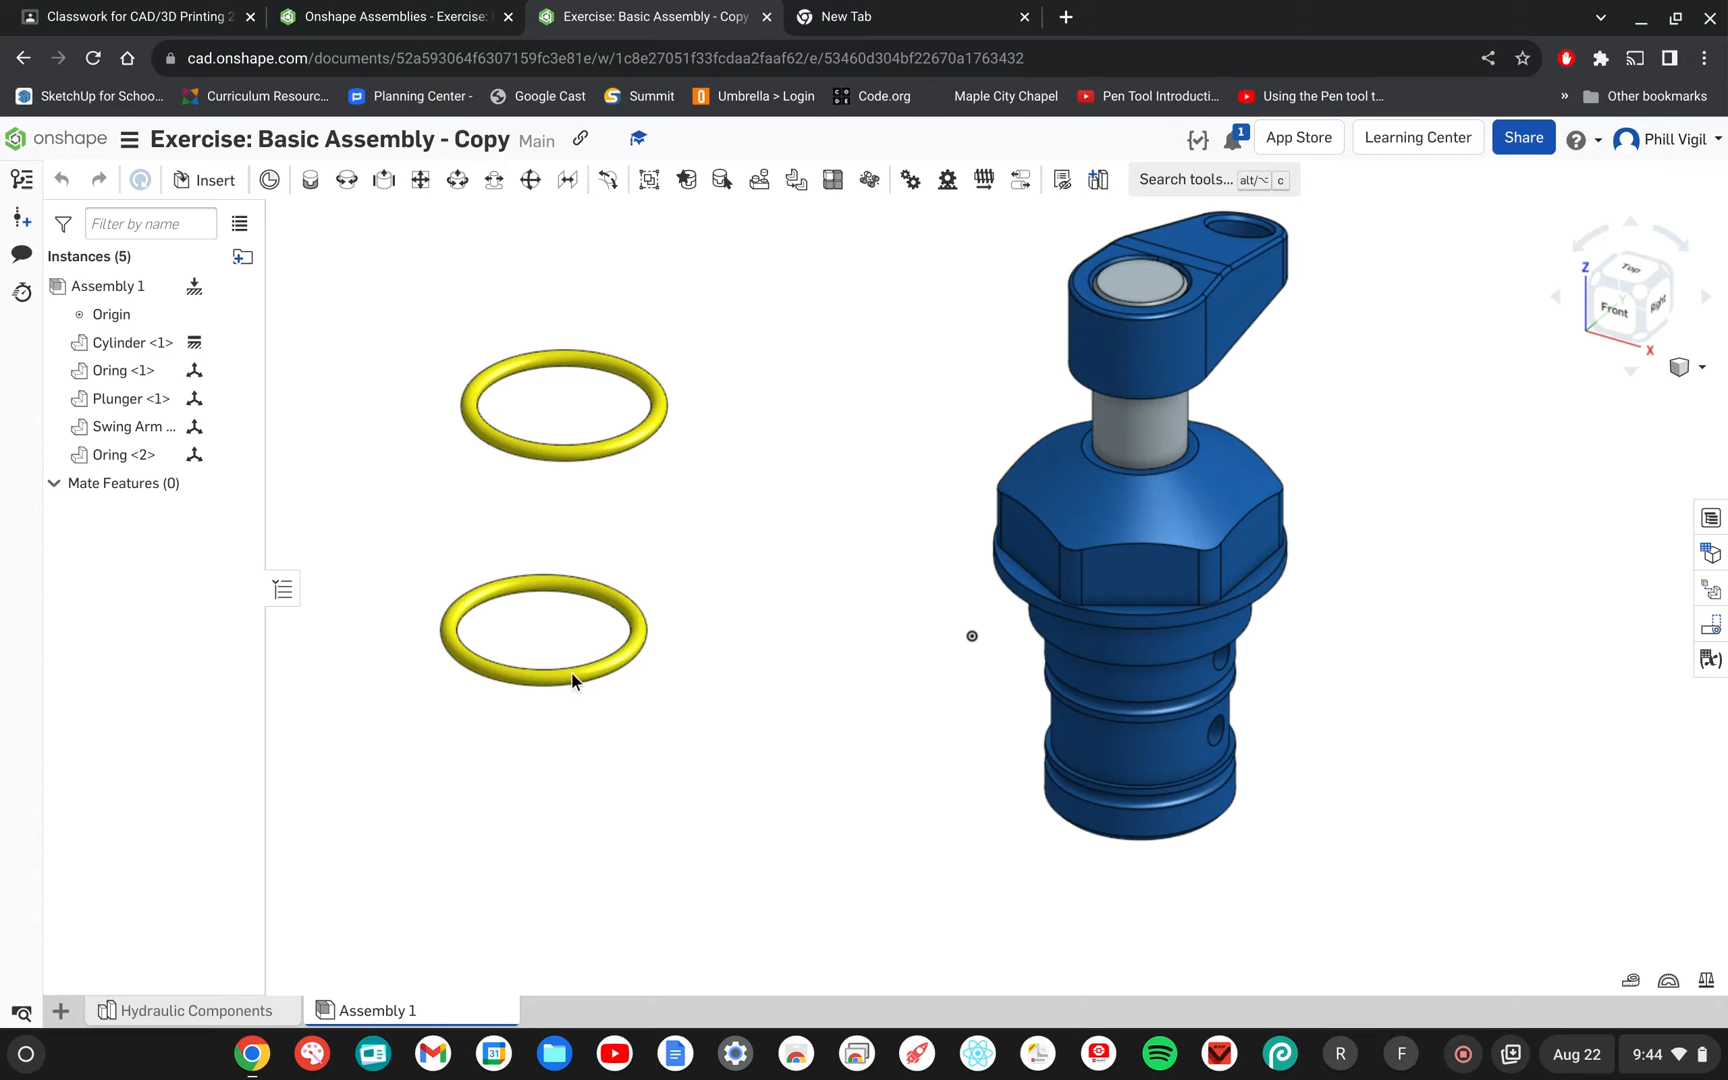 Classwork for CAD/3D Printing 2
Onshape Assemblies - Exercise:
Exercise: Basic Assembly - Copy
New Tab
cad.onshape.com/documents/52a593064f6307159fc3e81e/w/1c8e27051f33fcdaa2faaf62/e/53460d304bf22670a1763432
SketchUp for Schoo...
Curriculum Resourc...
Planning Center -
Google Cast
Summit
Umbrella > Login
Code.org
Maple City Chapel
Pen Tool Introducti...
Using the Pen tool t...
»
Other bookmarks
onshape
Exercise: Basic Assembly - Copy
Main
1
App Store
Learning Center
Share
Phill Vigil
Insert
Search tools...
alt/⌥
c
Filter by name
Instances (5)
Assembly 1
Origin
Cylinder <1>
Oring <1>
Plunger <1>
Swing Arm ...
Oring <2>
Mate Features (0)
Top
Front
Right
Z
Y
X
Hydraulic Components
Assembly 1
31
R
F
Aug 22
9:44